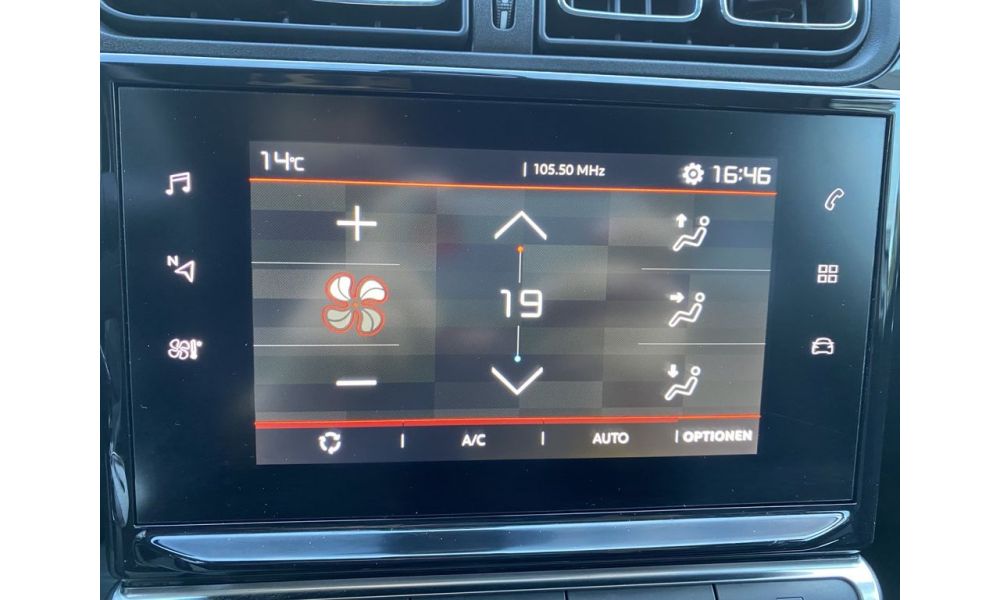 14°C | 105.50 MHz 16:46
N
19
A/C | AUTO | OPTIONEN